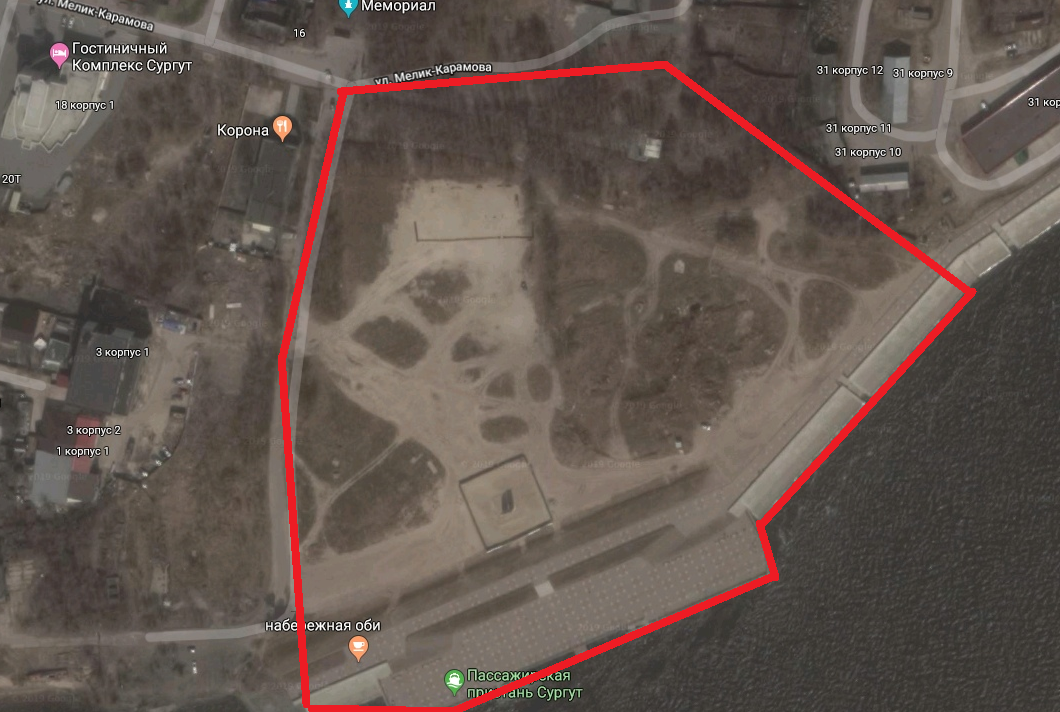 ул. Мелик-Карамова
Мемориал
16
Гостиничный
Комплекс Сургут
ул. Мелик-Карамова
31 корпус 12
31 корпус 9
18 корпус 1
31 кор
Корона
31 корпус 11
31 корпус 10
20Т
3 корпус 1
3 корпус 2
1 корпус 1
набережная оби
Пассажирская
пристань Сургут